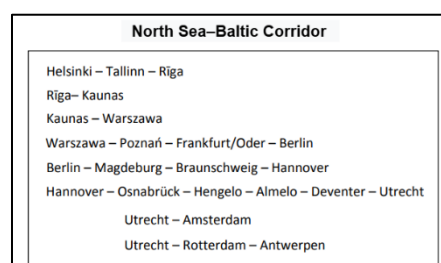 North Sea–Baltic Corridor
Helsinki – Tallinn – Rīga
Rīga– Kaunas
Kaunas – Warszawa
Warszawa – Poznań – Frankfurt/Oder – Berlin
Berlin – Magdeburg – Braunschweig – Hannover
Hannover – Osnabrück – Hengelo – Almelo – Deventer – Utrecht
Utrecht – Amsterdam
Utrecht – Rotterdam – Antwerpen